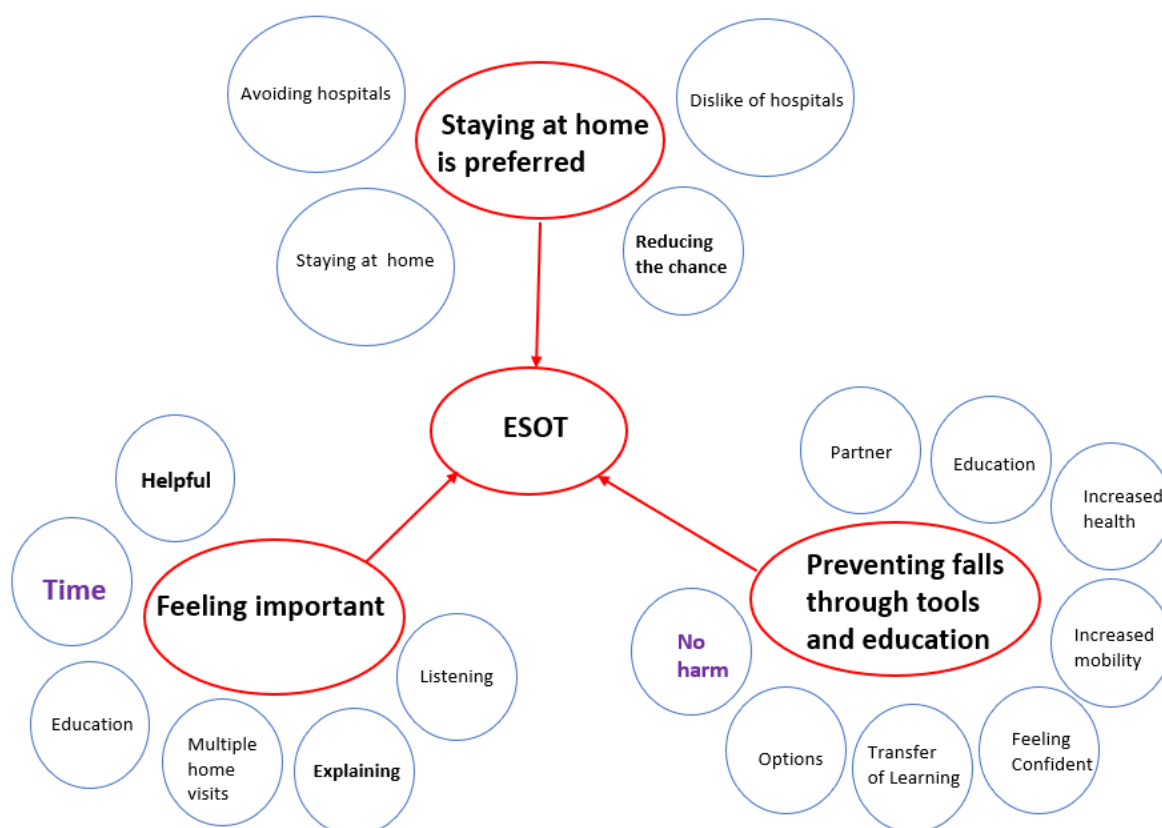 Avoiding hospitals
Staying at home
is preferred
Dislike of hospitals
Staying at home
Reducing
the chance
ESOT
Helpful
Time
Feeling important
Education
Multiple
home
visits
Explaining
Listening
Partner
Education
Increased
health
Preventing falls
through tools
and education
Increased
mobility
No
harm
Options
Transfer
of Learning
Feeling
Confident